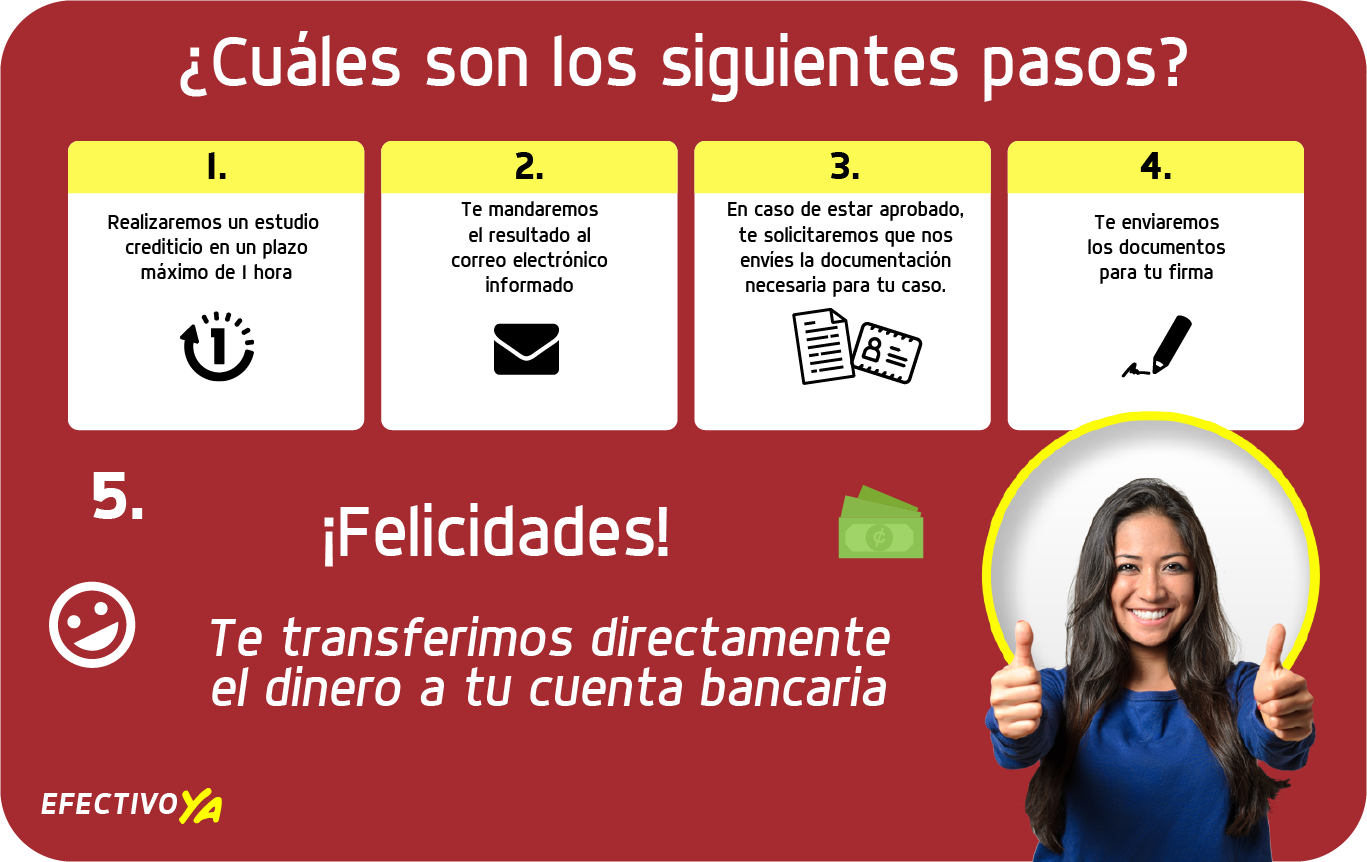 ¿Cuáles son los siguientes pasos?
1.
Realizaremos un estudio
crediticio en un plazo
máximo de 1 hora
1
2.
Te mandaremos
el resultado al
correo electrónico
informado
3.
En caso de estar aprobado,
te solicitaremos que nos
envíes la documentación
necesaria para tu caso.
4.
Te enviaremos
los documentos
para tu firma
5.
¡Felicidades!
¢
Te transferimos directamente
el dinero a tu cuenta bancaria
EFECTIVO YA